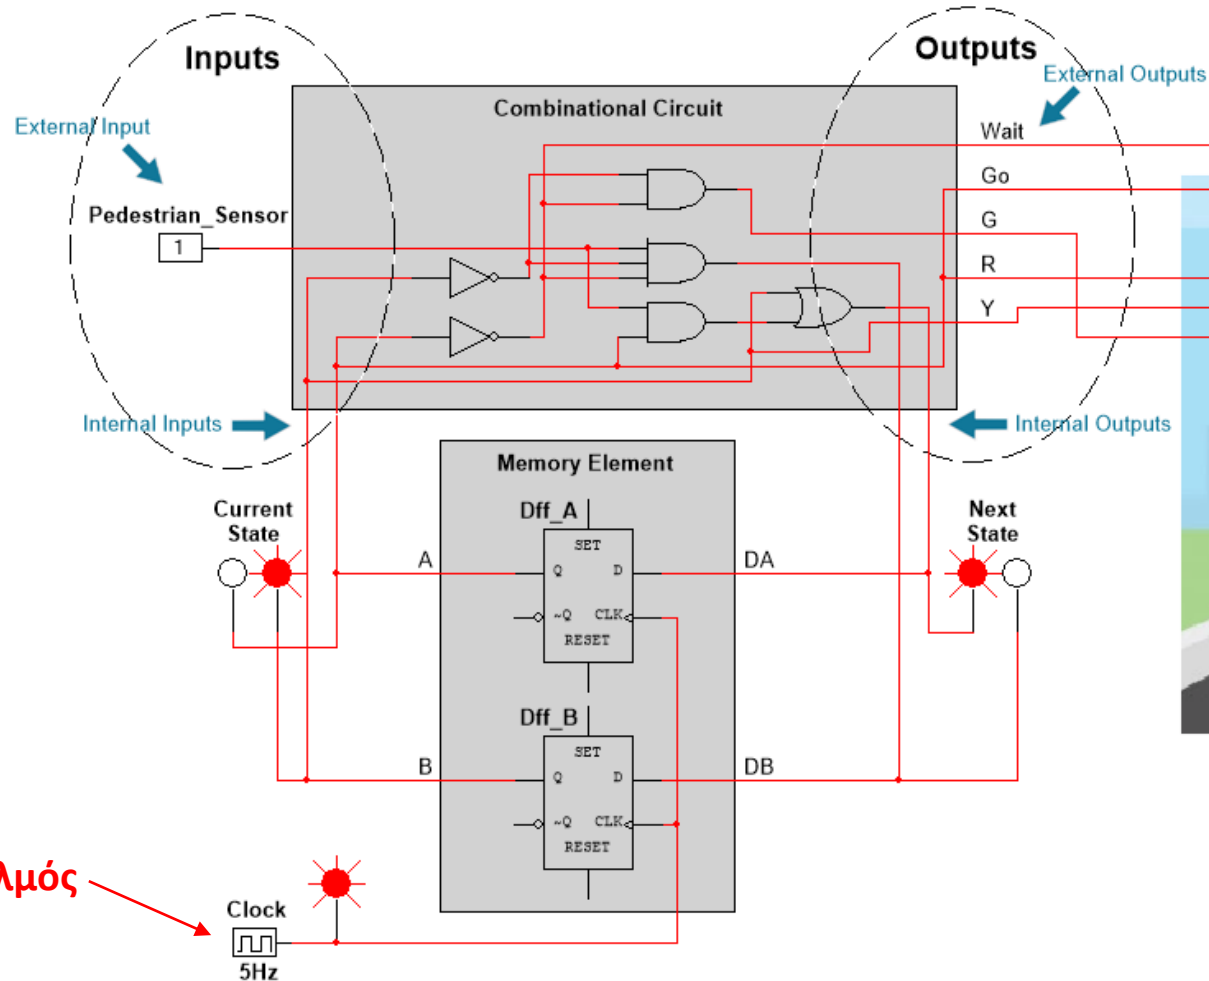 Inputs
Outputs
External Outputs
Combinational Circuit
External Input
Wait
Go
Pedestrian_Sensor
1
G
R
Y
Internal Inputs
Internal Outputs
Memory Element
Current
State
Next
State
Dff_A
SET
A
Q
D
DA
~Q
CLK
RESET
Dff_B
SET
B
Q
D
DB
~Q
CLK
RESET
Clock
5Hz